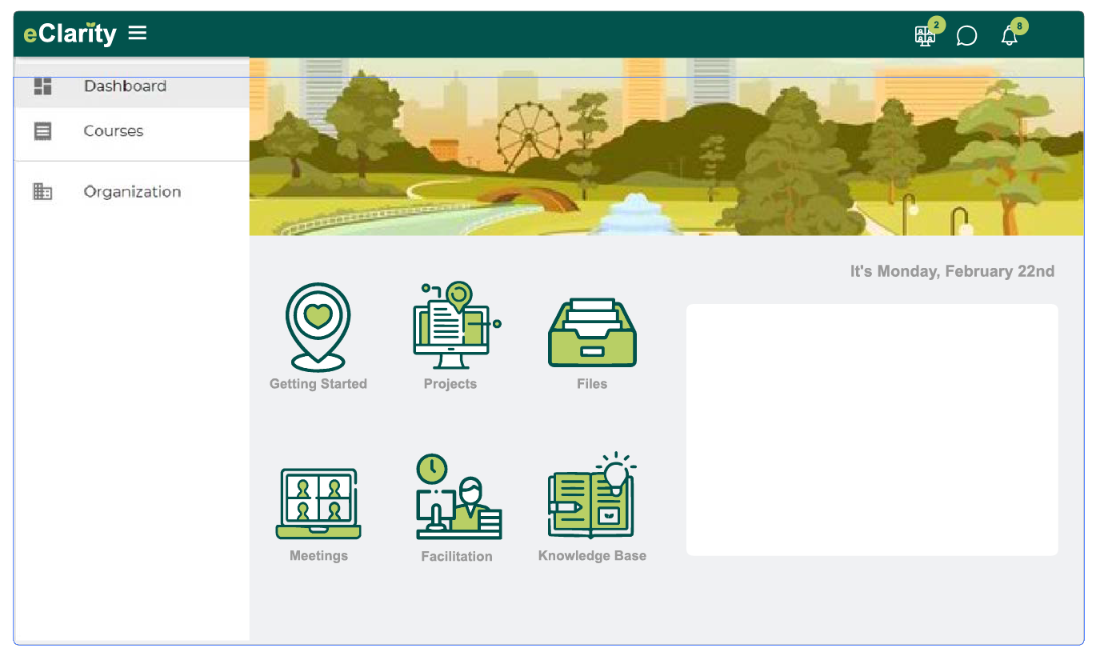 eClarity
2
8
Dashboard
Courses
Organization
It's Monday, February 22nd
Getting Started
Projects
Files
Meetings
Facilitation
Knowledge Base